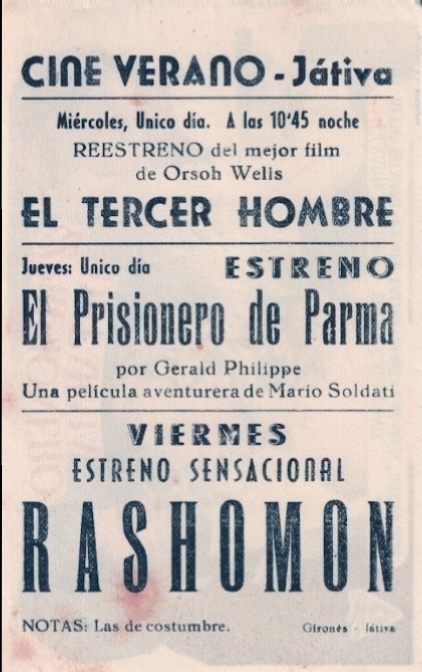 CINE VERANO - Játiva
Miércoles, Unico día. A las 10'45 noche
REESTRENO del mejor film
de Orsoh Wells
EL TERCER HOMBRE
Jueves: Unico día ESTRENO
El Prisionero de Parma
por Gerald Philippe
Una película aventurera de Mario Soldati
VIERNES
ESTRENO SENSACIONAL
RASHOMON
NOTAS: Las de costumbre. Gironés - Játiva